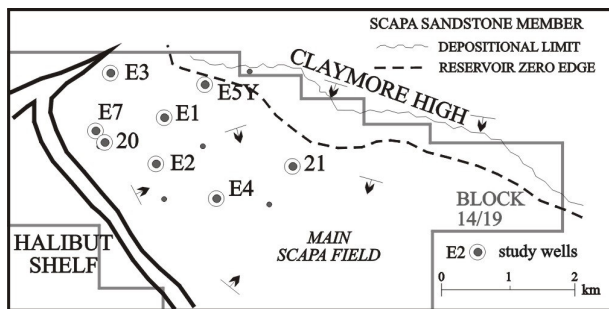 SCAPA SANDSTONE MEMBER
DEPOSITIONAL LIMIT
RESERVOIR ZERO EDGE
CLAYMORE HIGH
E3
E5Y
E7
E1
20
E2
21
E4
BLOCK
14/19
HALIBUT
SHELF
MAIN
SCAPA FIELD
E2 study wells
0 1 2
km